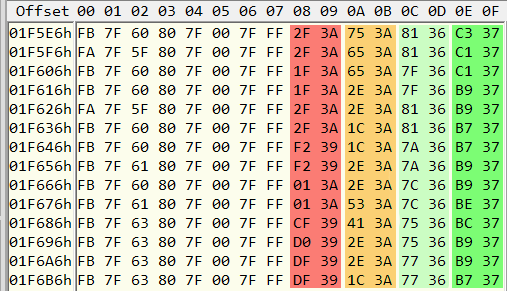 Offset 00 01 02 03 04 05 06 07 08 09 0A 0B 0C 0D 0E 0F
01F5E6h FB 7F 60 80 7F 00 7F FF 2F 3A 75 3A 81 36 C3 37
01F5F6h FA 7F 5F 80 7F 00 7F FF 2F 3A 65 3A 81 36 C1 37
01F606h FB 7F 60 80 7F 00 7F FF 1F 3A 65 3A 7F 36 C1 37
01F616h FB 7F 60 80 7F 00 7F FF 1F 3A 2E 3A 7F 36 B9 37
01F626h FA 7F 5F 80 7F 00 7F FF 2F 3A 2E 3A 81 36 B9 37
01F636h FB 7F 60 80 7F 00 7F FF 2F 3A 1C 3A 81 36 B7 37
01F646h FB 7F 60 80 7F 00 7F FF F2 39 1C 3A 7A 36 B7 37
01F656h FB 7F 61 80 7F 00 7F FF F2 39 2E 3A 7A 36 B9 37
01F666h FB 7F 60 80 7F 00 7F FF 01 3A 2E 3A 7C 36 B9 37
01F676h FB 7F 61 80 7F 00 7F FF 01 3A 53 3A 7C 36 BE 37
01F686h FB 7F 63 80 7F 00 7F FF CF 39 41 3A 75 36 BC 37
01F696h FB 7F 63 80 7F 00 7F FF D0 39 2E 3A 75 36 B9 37
01F6A6h FB 7F 63 80 7F 00 7F FF DF 39 2E 3A 77 36 B9 37
01F6B6h FB 7F 63 80 7F 00 7F FF DF 39 1C 3A 77 36 B7 37